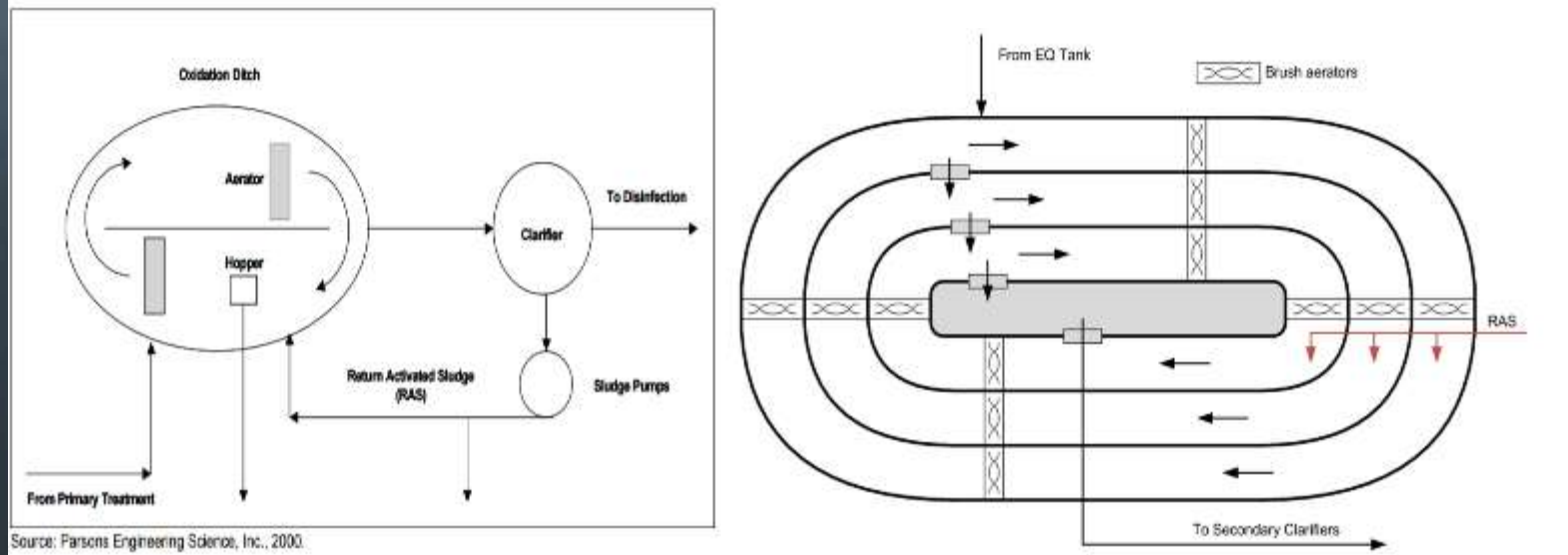 Oxidation Ditch
Aerator
Hopper
Clarifier
To Disinfection
Return Activated Sludge
(RAS)
Sludge Pumps
From Primary Treatment
Source: Parsons Engineering Science, Inc., 2000.
From EQ Tank
Brush aerators
RAS
To Secondary Clarifiers